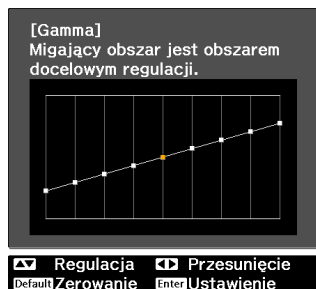 [Gamma]
Migający obszar jest obszarem
docelowym regulacji.
Regulacja Przesunięcie
Default Zerowanie Enter Ustawienie